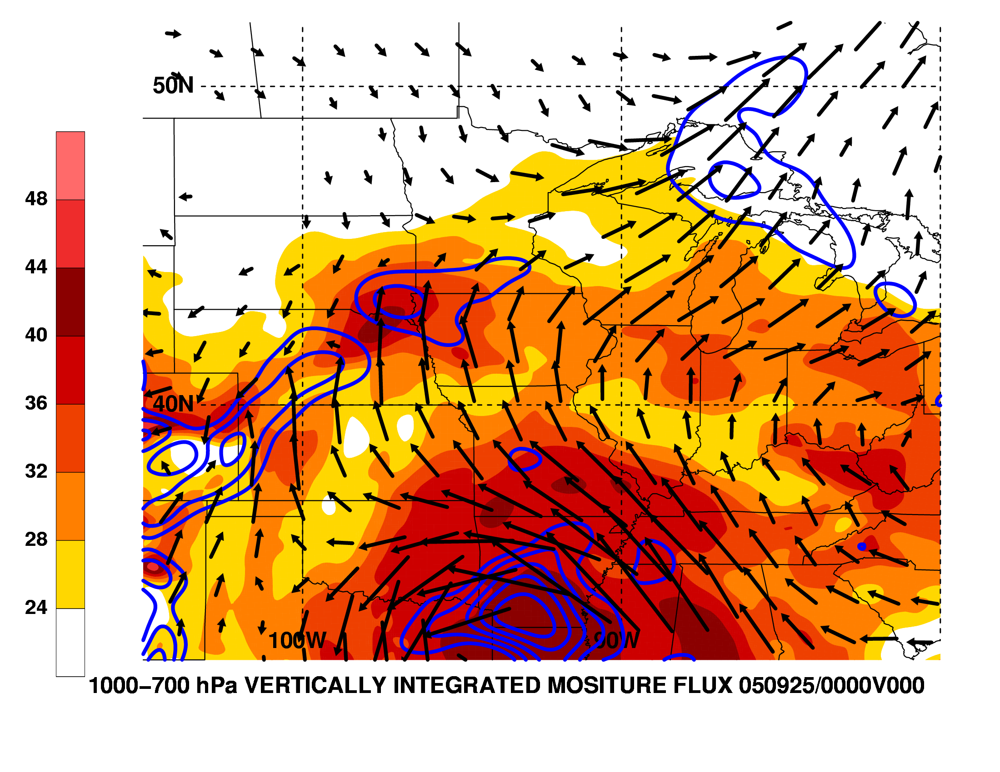 50N
48
44
40
36
40N
32
28
24
100W
90W
1000−700 hPa VERTICALLY INTEGRATED MOSITURE FLUX 050925/0000V000